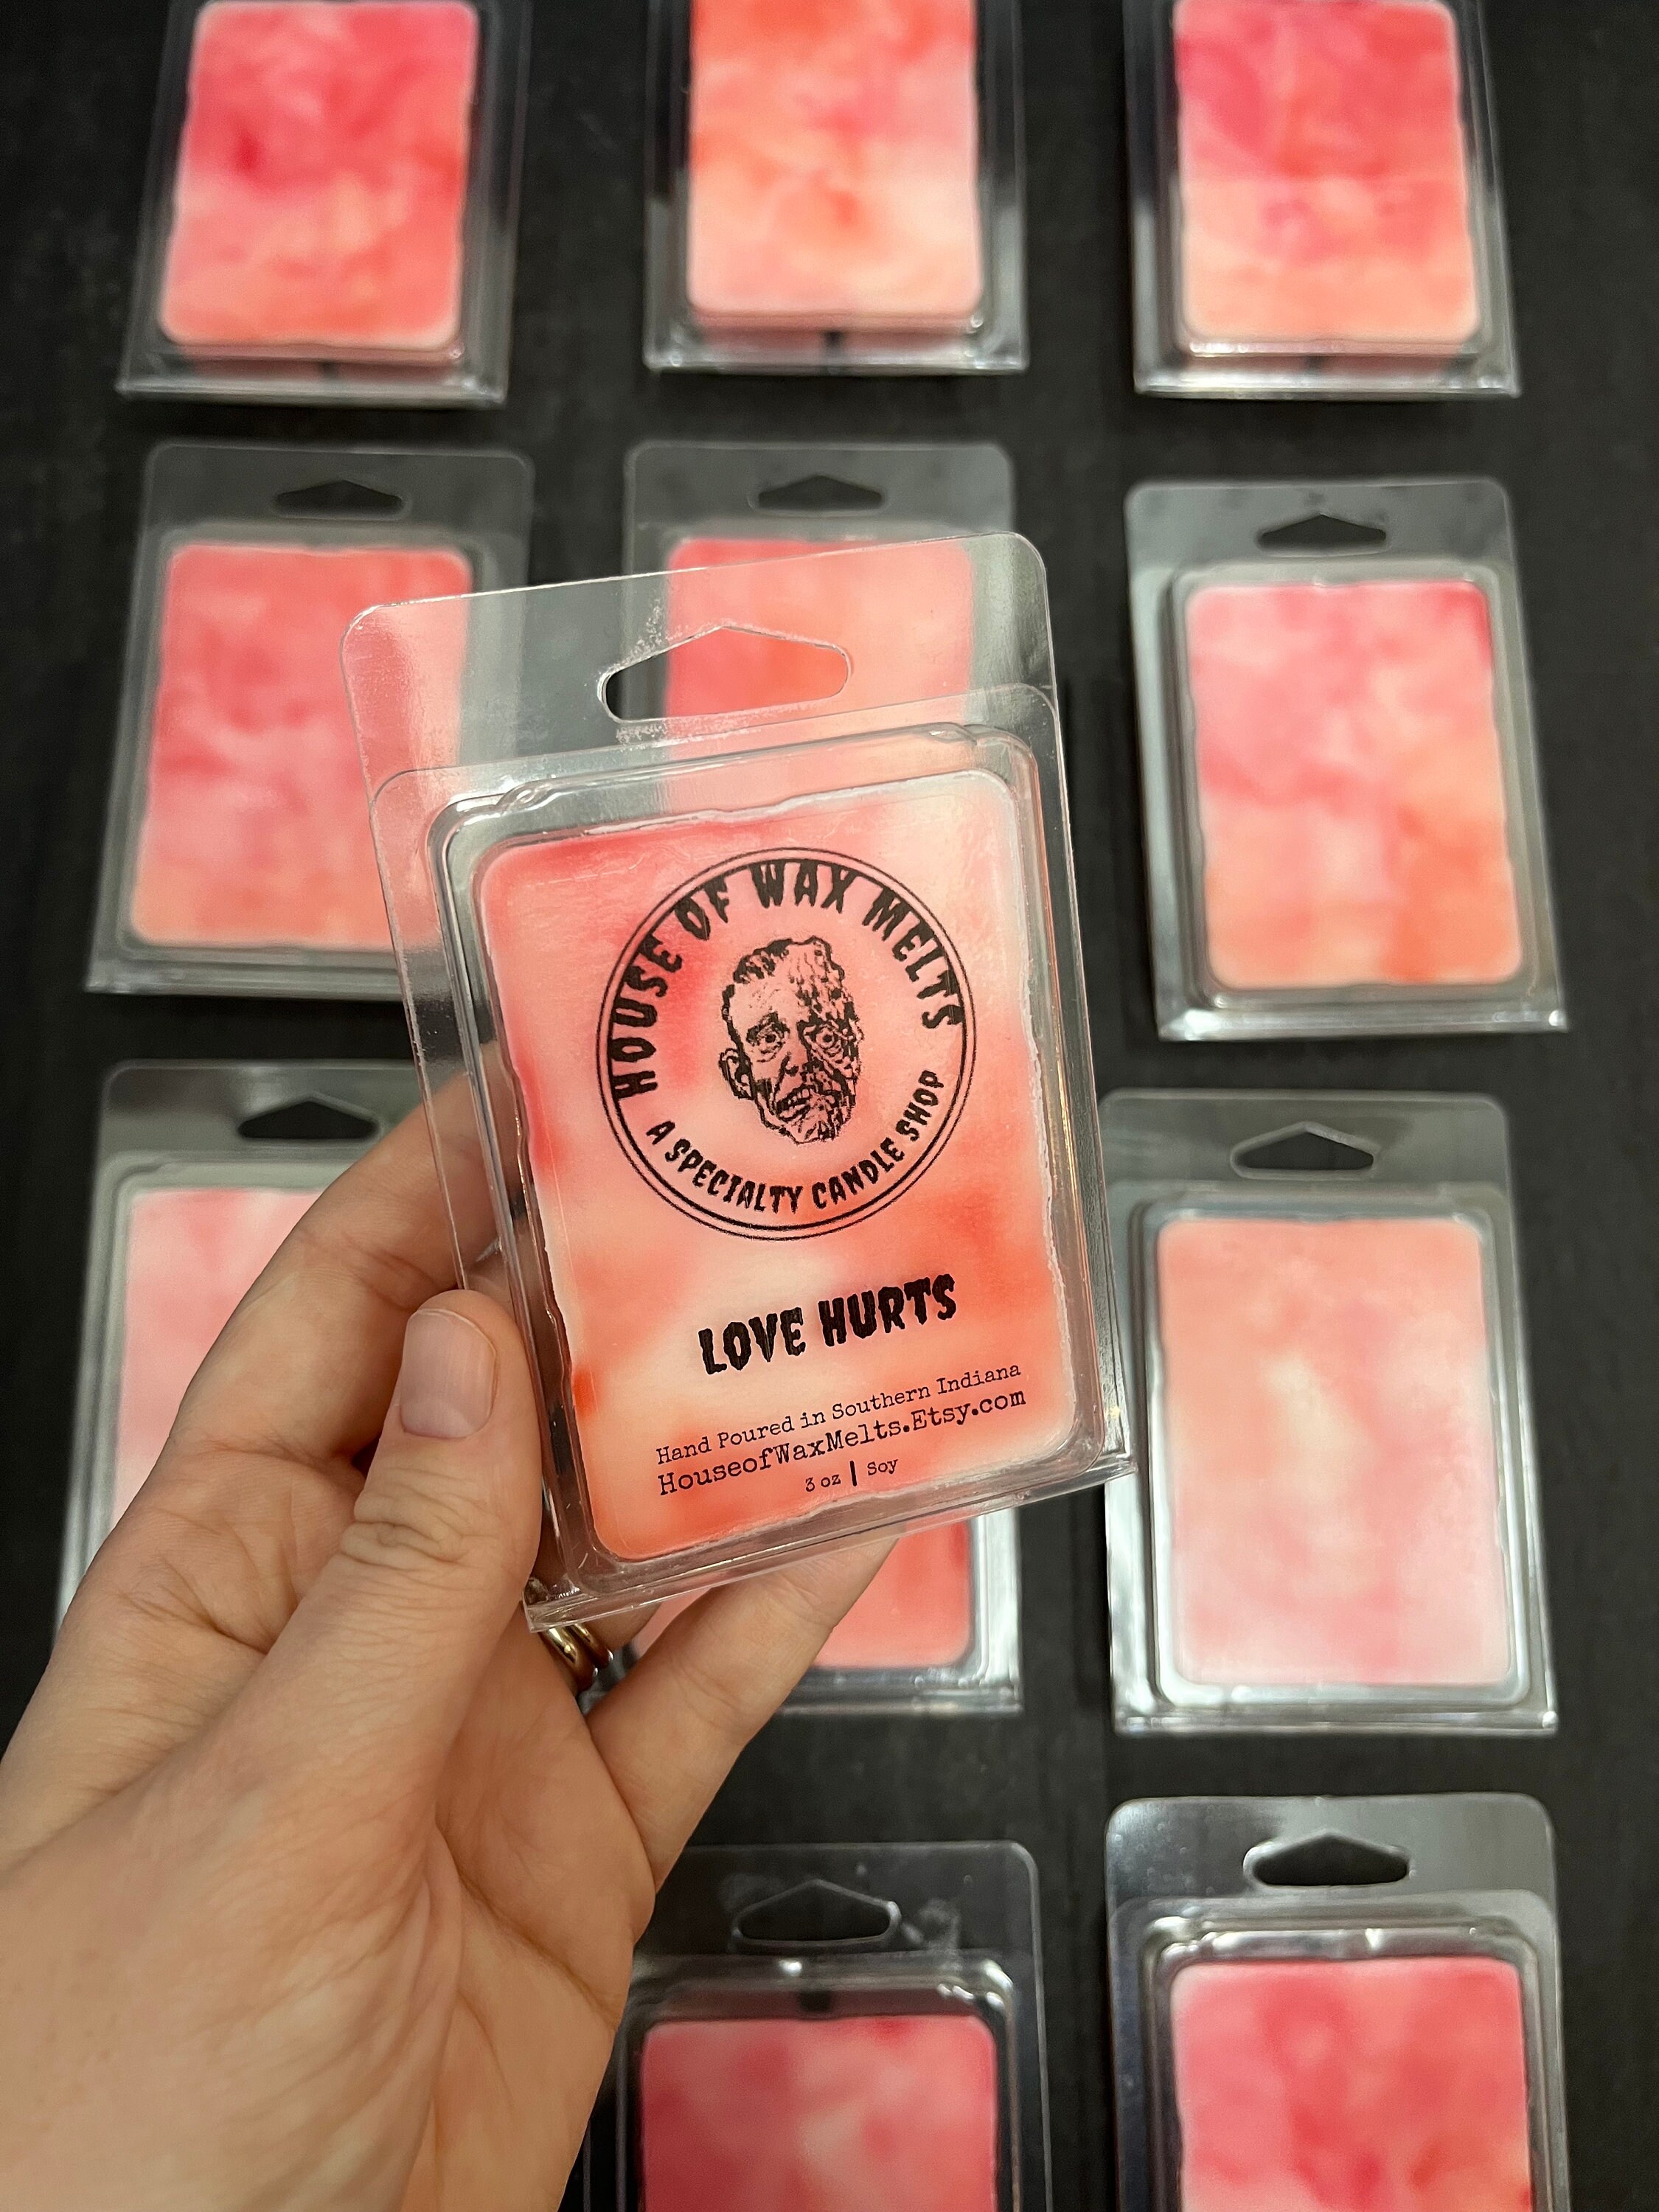 HOUSE OF WAX MELTS
A SPECIALTY CANDLE SHOP
LOVE HURTS
Hand Poured in Southern Indiana
HouseofWaxMelts.Etsy.com
3 oz | Soy